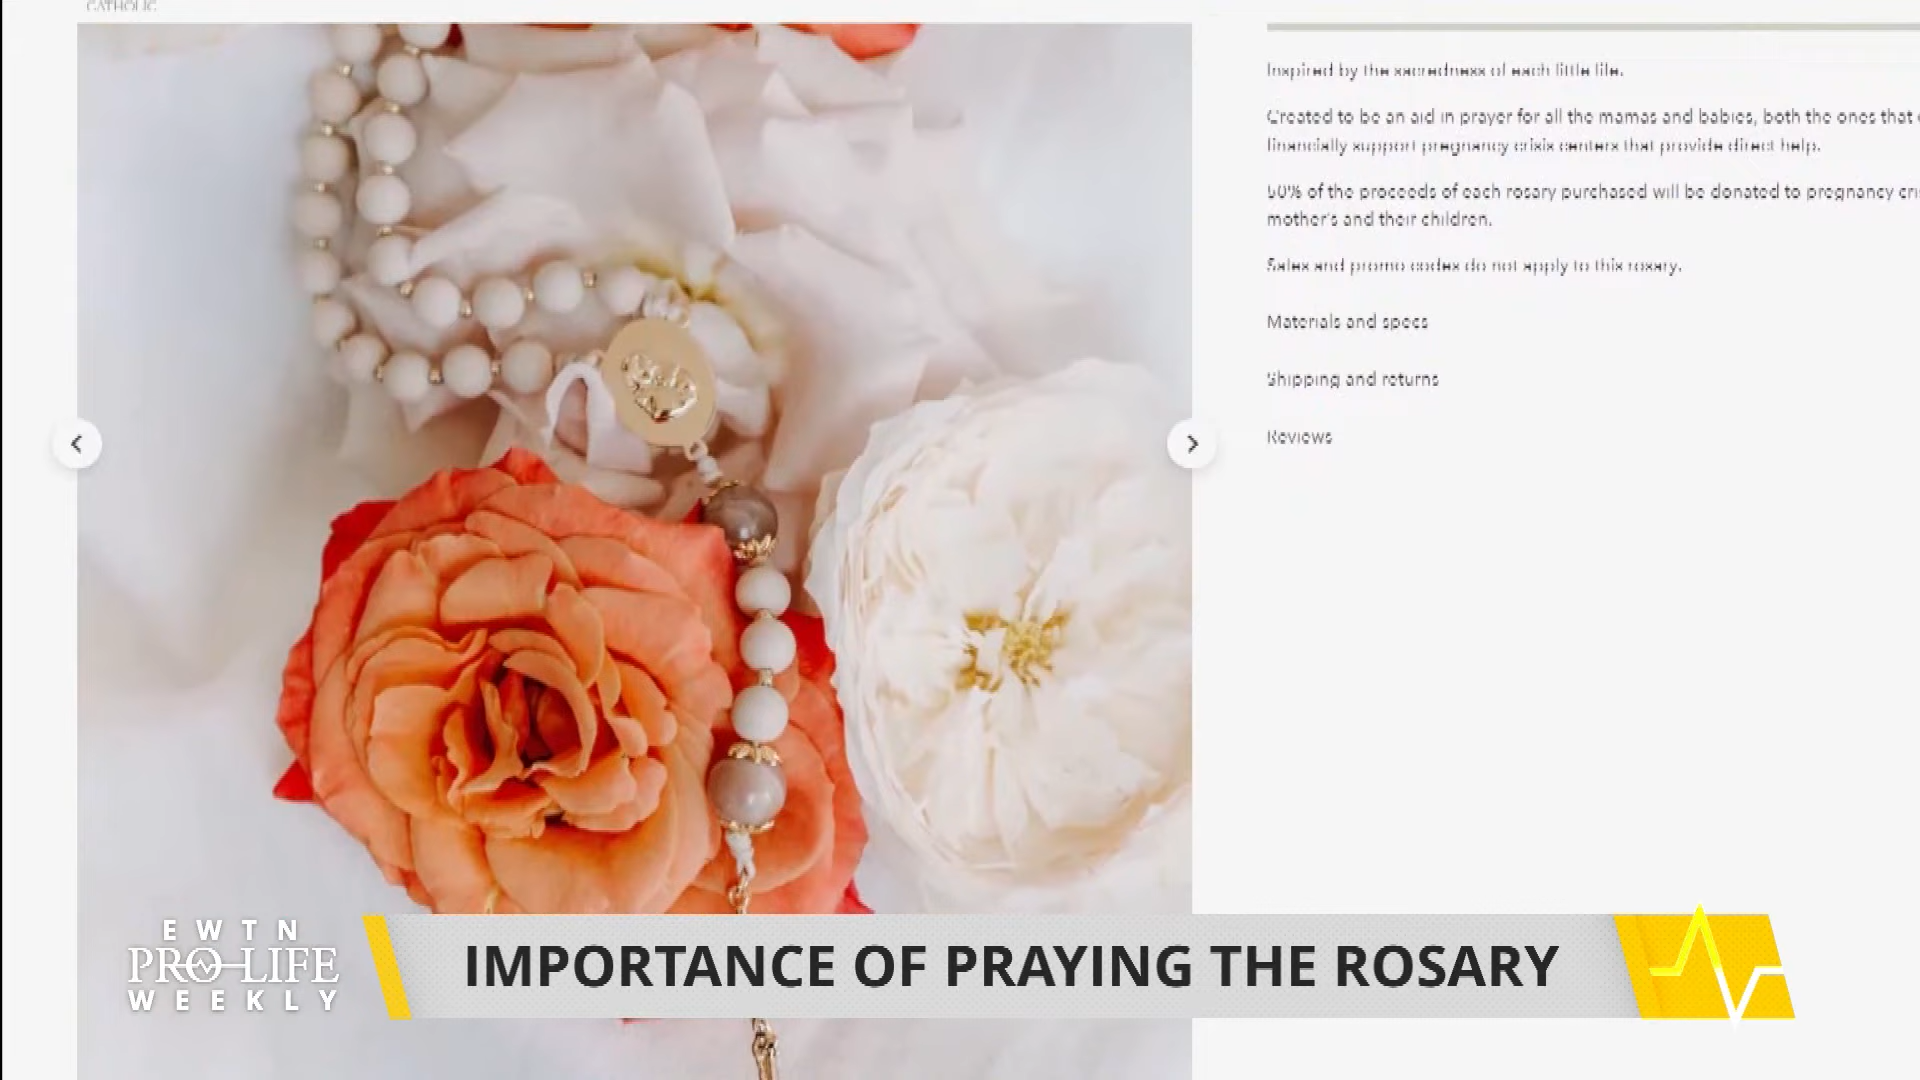 CATHOLIC
Inspired by the sacredness of each little life.
Created to be an aid in prayer for all the mamas and babies, both the ones that
financially support pregnancy crisis centers that provide direct help.
50% of the proceeds of each rosary purchased will be donated to pregnancy
mother's and their children.
Sales and promo codes do not apply to this rosary.
Materials and specs
Shipping and returns
Reviews
EWTN
PRO-LIFE
WEEKLY
IMPORTANCE OF PRAYING THE ROSARY